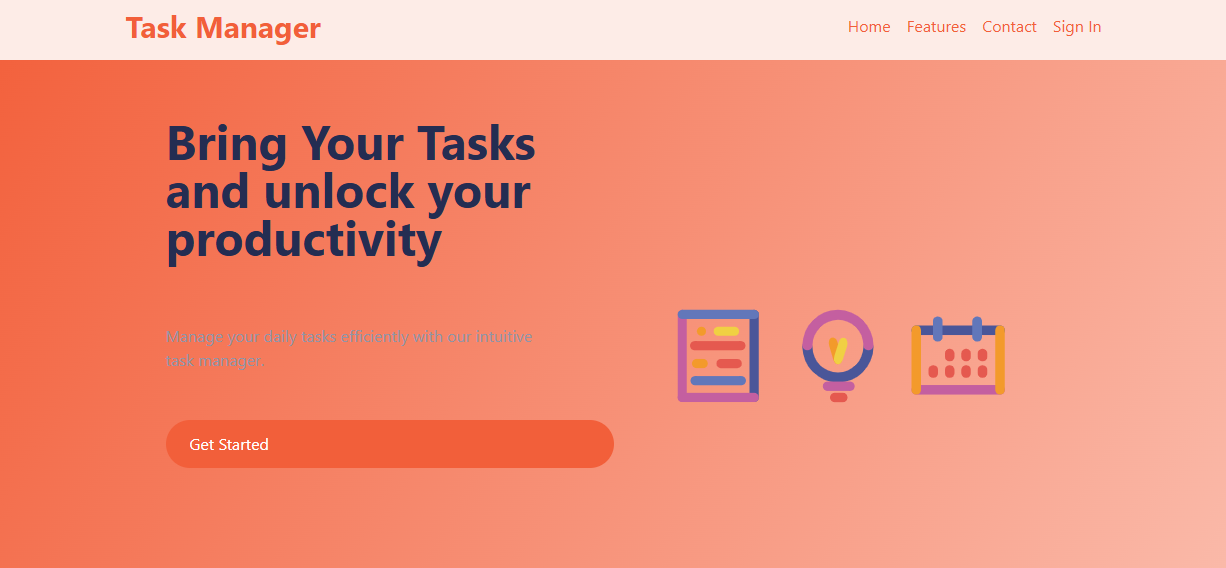 Task Manager
Home Features Contact Sign In
Bring Your Tasks
and unlock your
productivity
Manage your daily tasks efficiently with our intuitive
task manager.
Get Started